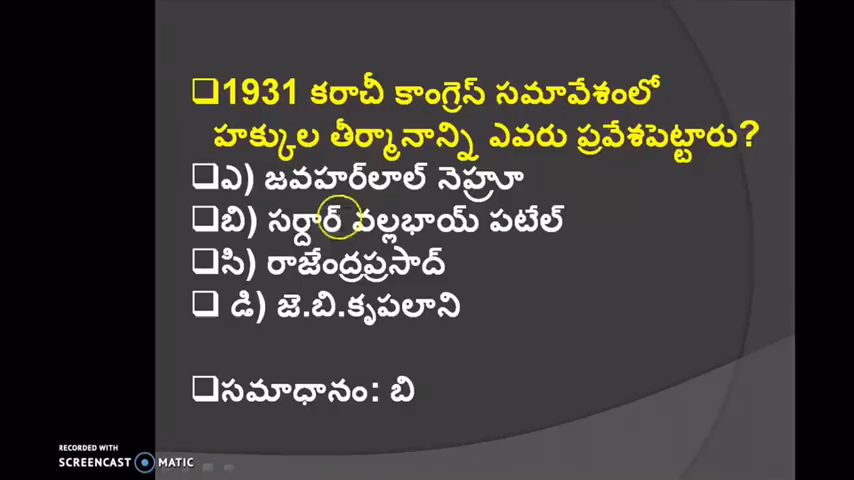 ❑1931 కరాచీ కాంగ్రెస్ సమావేశంలో
హక్కుల తీర్మానాన్ని ఎవరు ప్రవేశపెట్టారు?
❑ఎ) జవహర్‌లాల్ నెహ్రూ
❑బి) సర్దార్ వల్లభాయ్ పటేల్
❑సి) రాజేంద్రప్రసాద్
❑ డి) జె.బి.కృపలాని
❑సమాధానం: బి
RECORDED WITH
SCREENCAST MATIC